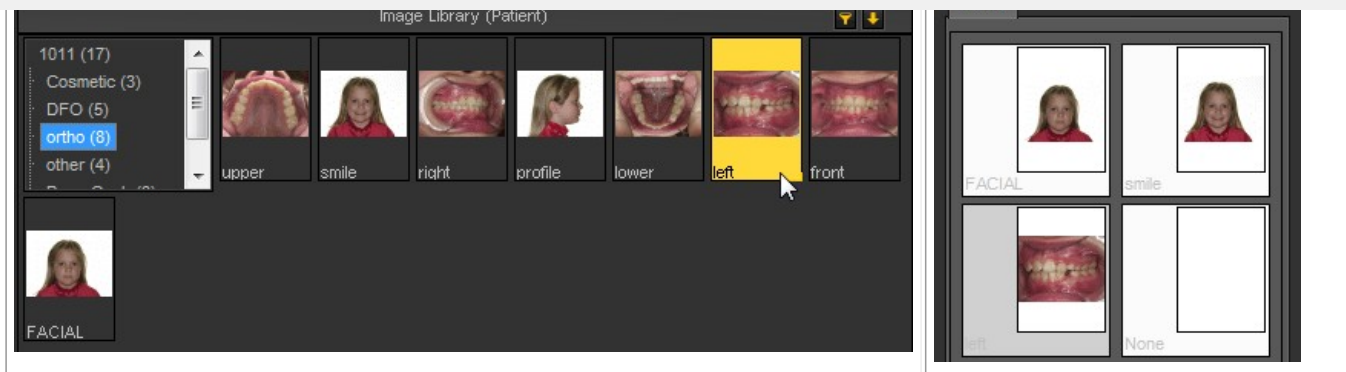 Image Library (Patient)
1011 (17)
Cosmetic (3)
DFO (5)
ortho (8)
other (4)
upper
smile
right
profile
lower
left
front
FACIAL
FACIAL
smile
left
None